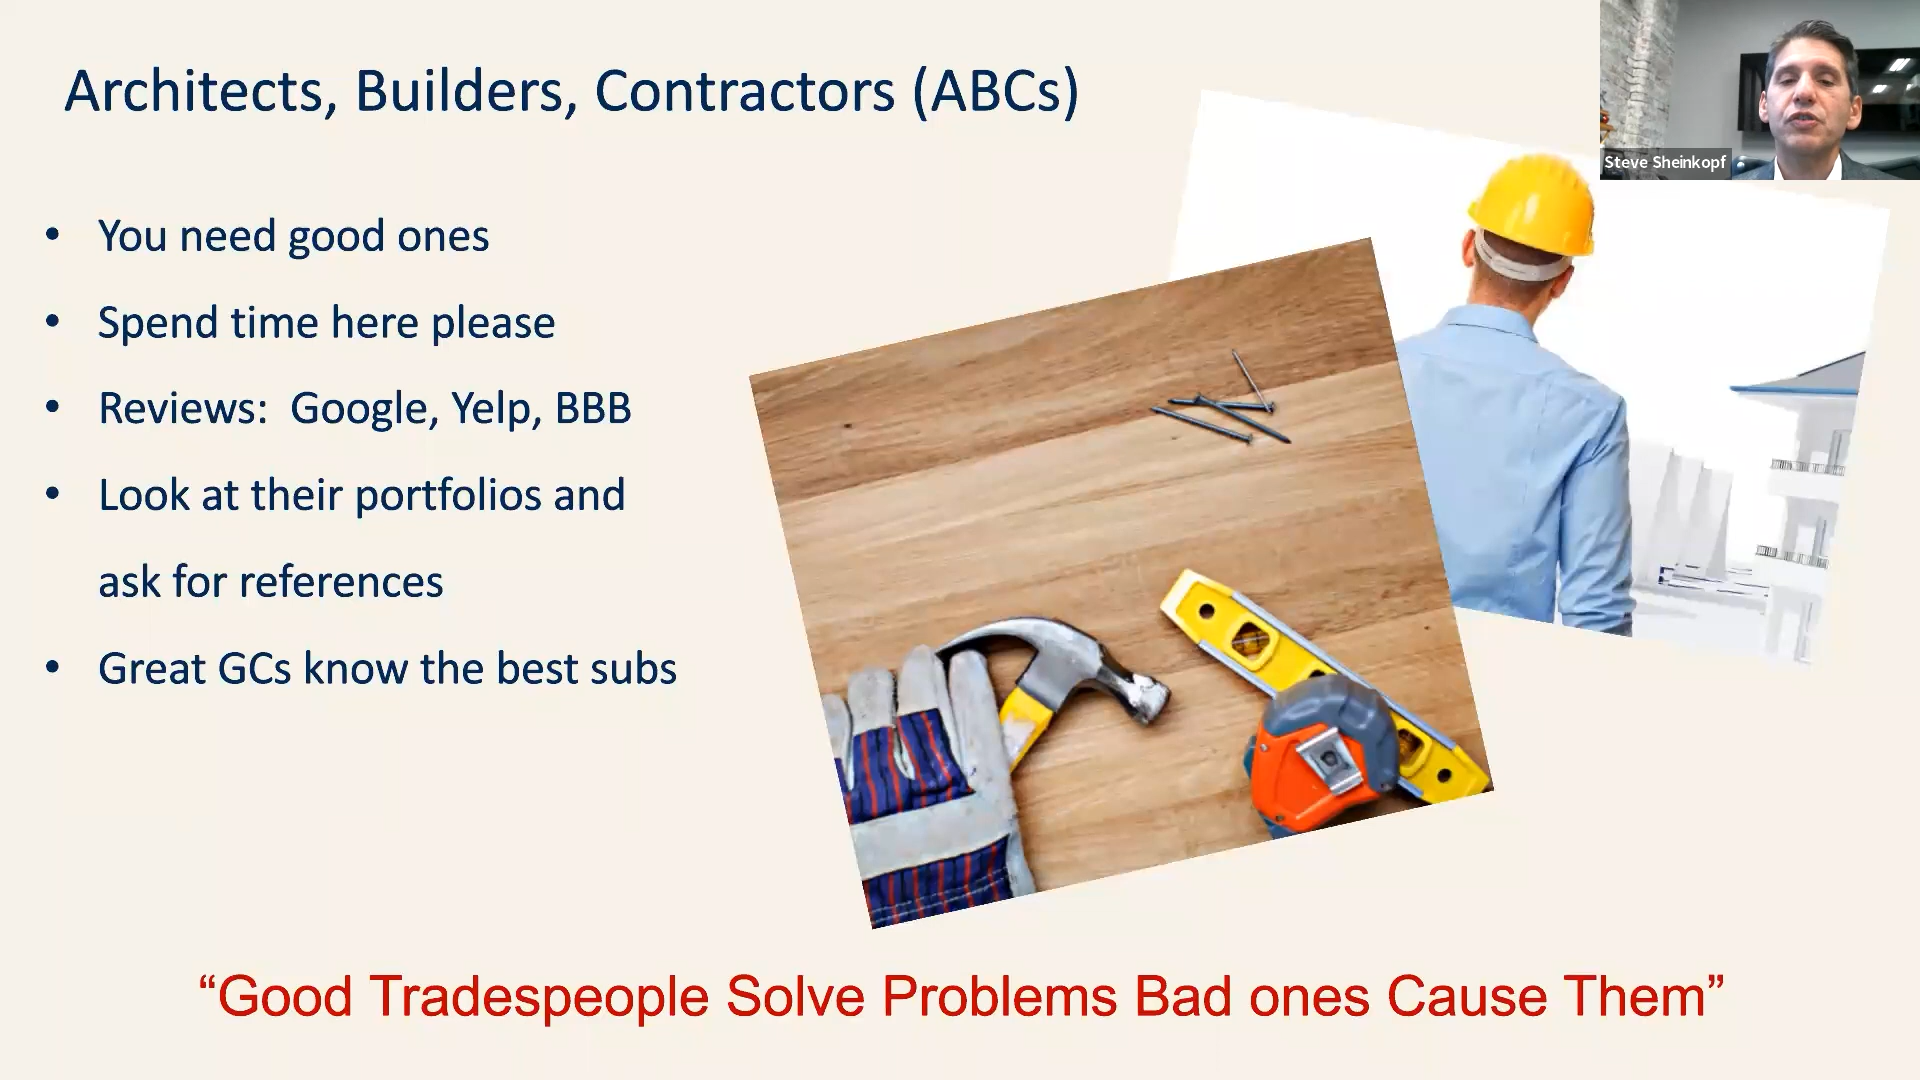 Architects, Builders, Contractors (ABCs)
Steve Sheinkopf
• You need good ones
• Spend time here please
• Reviews:  Google, Yelp, BBB
• Look at their portfolios and
ask for references
• Great GCs know the best subs
“Good Tradespeople Solve Problems Bad ones Cause Them”